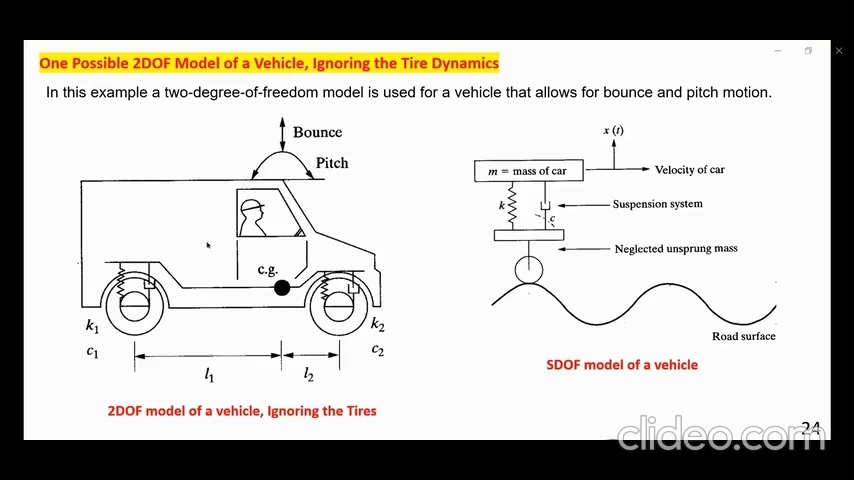 One Possible 2DOF Model of a Vehicle, Ignoring the Tire Dynamics
In this example a two-degree-of-freedom model is used for a vehicle that allows for bounce and pitch motion.
Bounce
Pitch
c.g.
k1
c1
k2
c2
l1
l2
2DOF model of a vehicle, Ignoring the Tires
x (t)
m = mass of car
Velocity of car
k
c
Suspension system
Neglected unsprung mass
Road surface
SDOF model of a vehicle
24
clideo.com